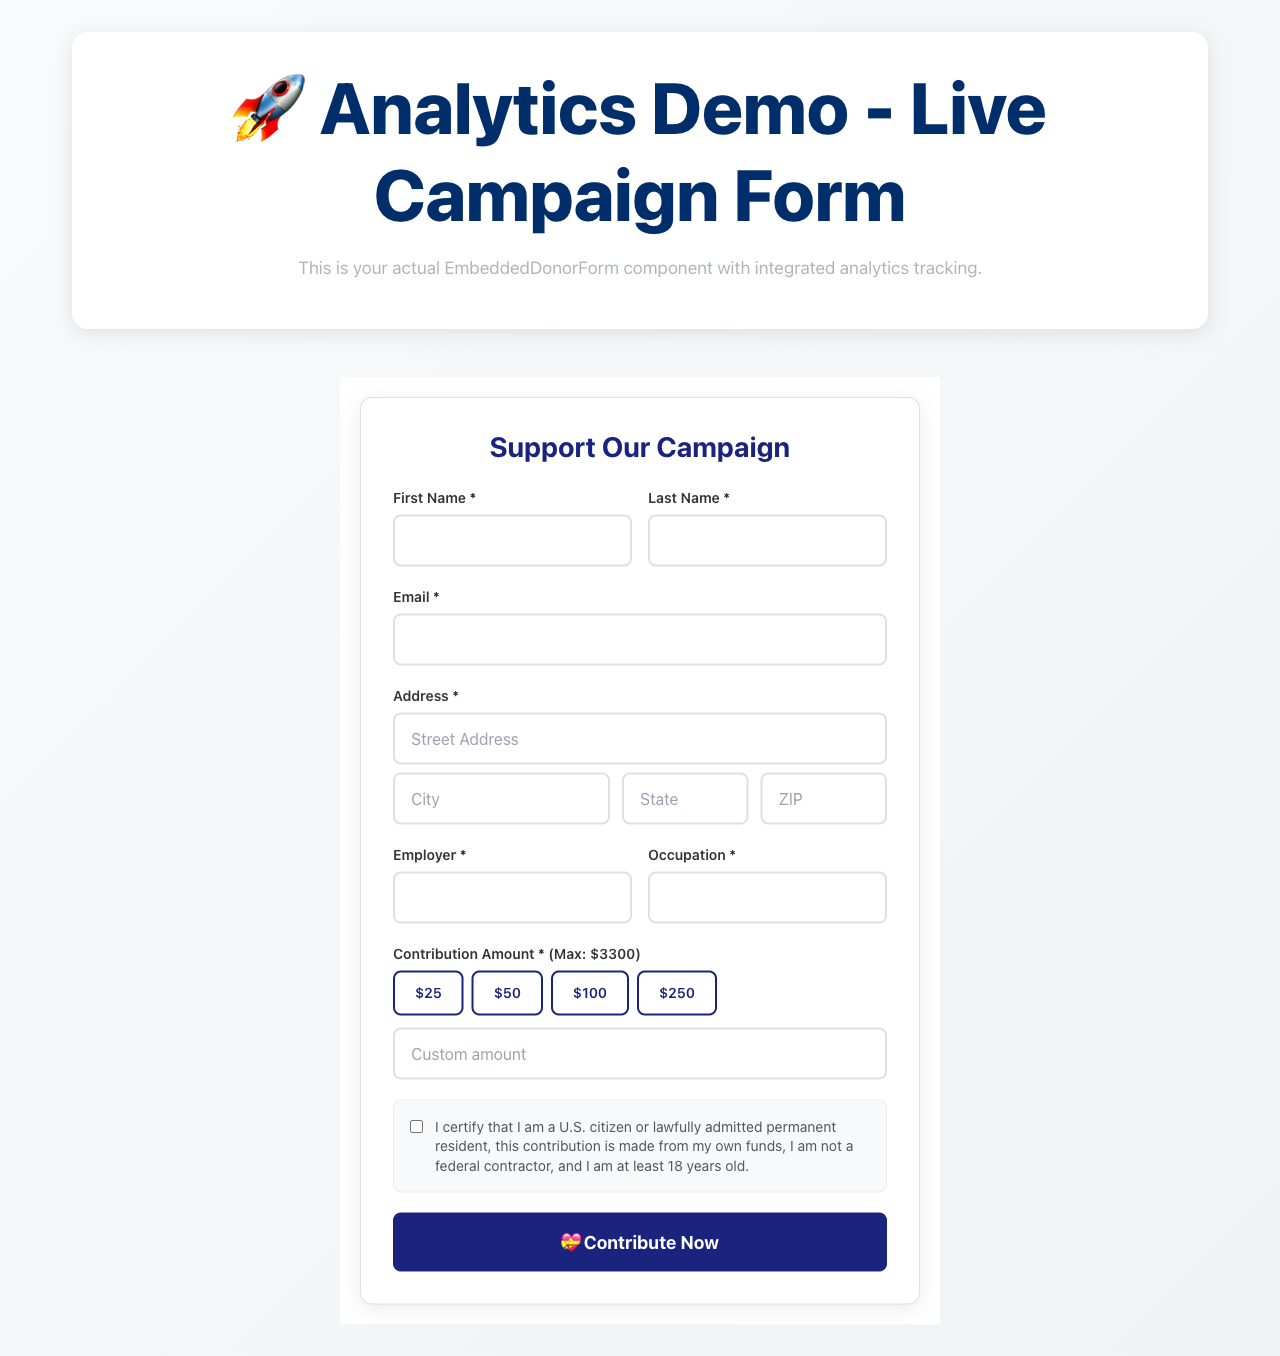 🚀 Analytics Demo - Live
Campaign Form
This is your actual EmbeddedDonorForm component with integrated analytics tracking.
Support Our Campaign
First Name * Last Name *
Email *
Address *
Street Address
City State ZIP
Employer * Occupation *
Contribution Amount * (Max: $3300)
$25 $50 $100 $250
Custom amount
I certify that I am a U.S. citizen or lawfully admitted permanent
resident, this contribution is made from my own funds, I am not a
federal contractor, and I am at least 18 years old.
💝Contribute Now